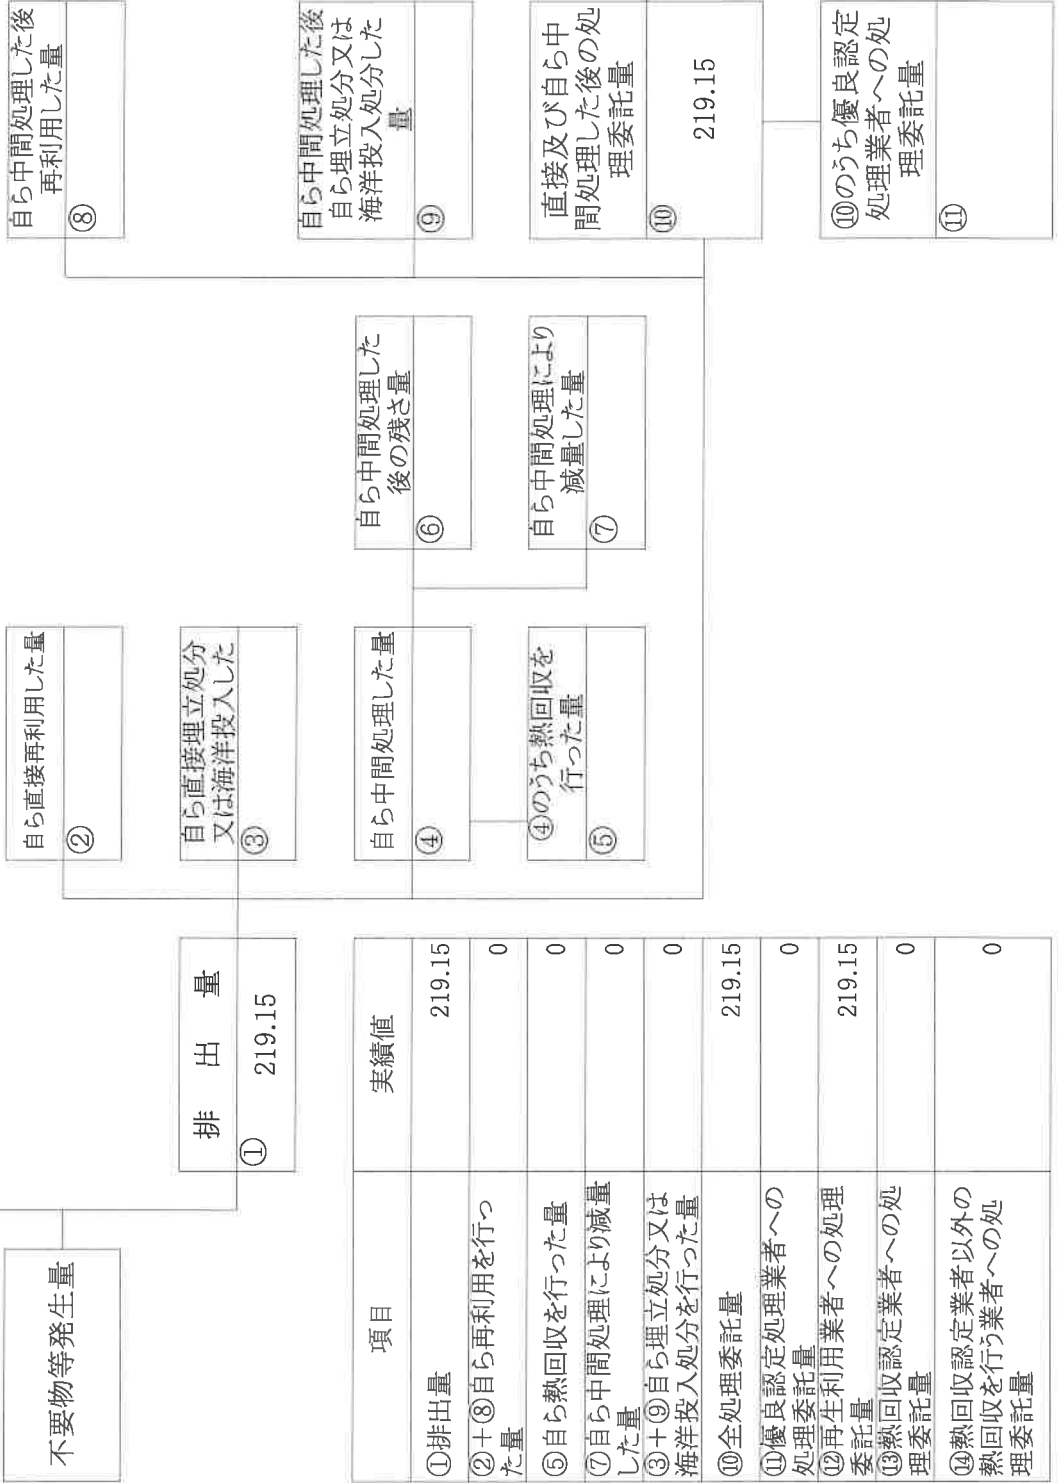 不要物等発生量
排出量
①
219.15
自ら直接再利用した量
②
自ら直接埋立処分
又は海洋投入した
③
自ら中間処理した量
④
④のうち熱回収を
行った量
⑤
自ら中間処理した
後の残さ量
⑥
自ら中間処理により
減量した量
⑦
自ら中間処理した後
再利用した量
⑧
自ら中間処理した後
自ら埋立処分又は
海洋投入処分した
量
⑨
直接及び自ら中
間処理した後の処
理委託量
⑩
219.15
⑩のうち優良認定
処理業者への処
理委託量
⑪
項目
実績値
①排出量
219.15
②+⑧自ら再利用を行っ
た量
0
⑤自ら熱回収を行った量
0
⑦自ら中間処理により減量
した量
0
③+⑨自ら埋立処分又は
海洋投入処分を行った量
0
⑩全処理委託量
219.15
⑪優良認定処理業者への
処理委託量
0
⑫再生利用業者への処理
委託量
219.15
⑬熱回収認定業者への処
理委託量
0
⑭熱回収認定業者以外の
熱回収を行う業者への処
理委託量
0